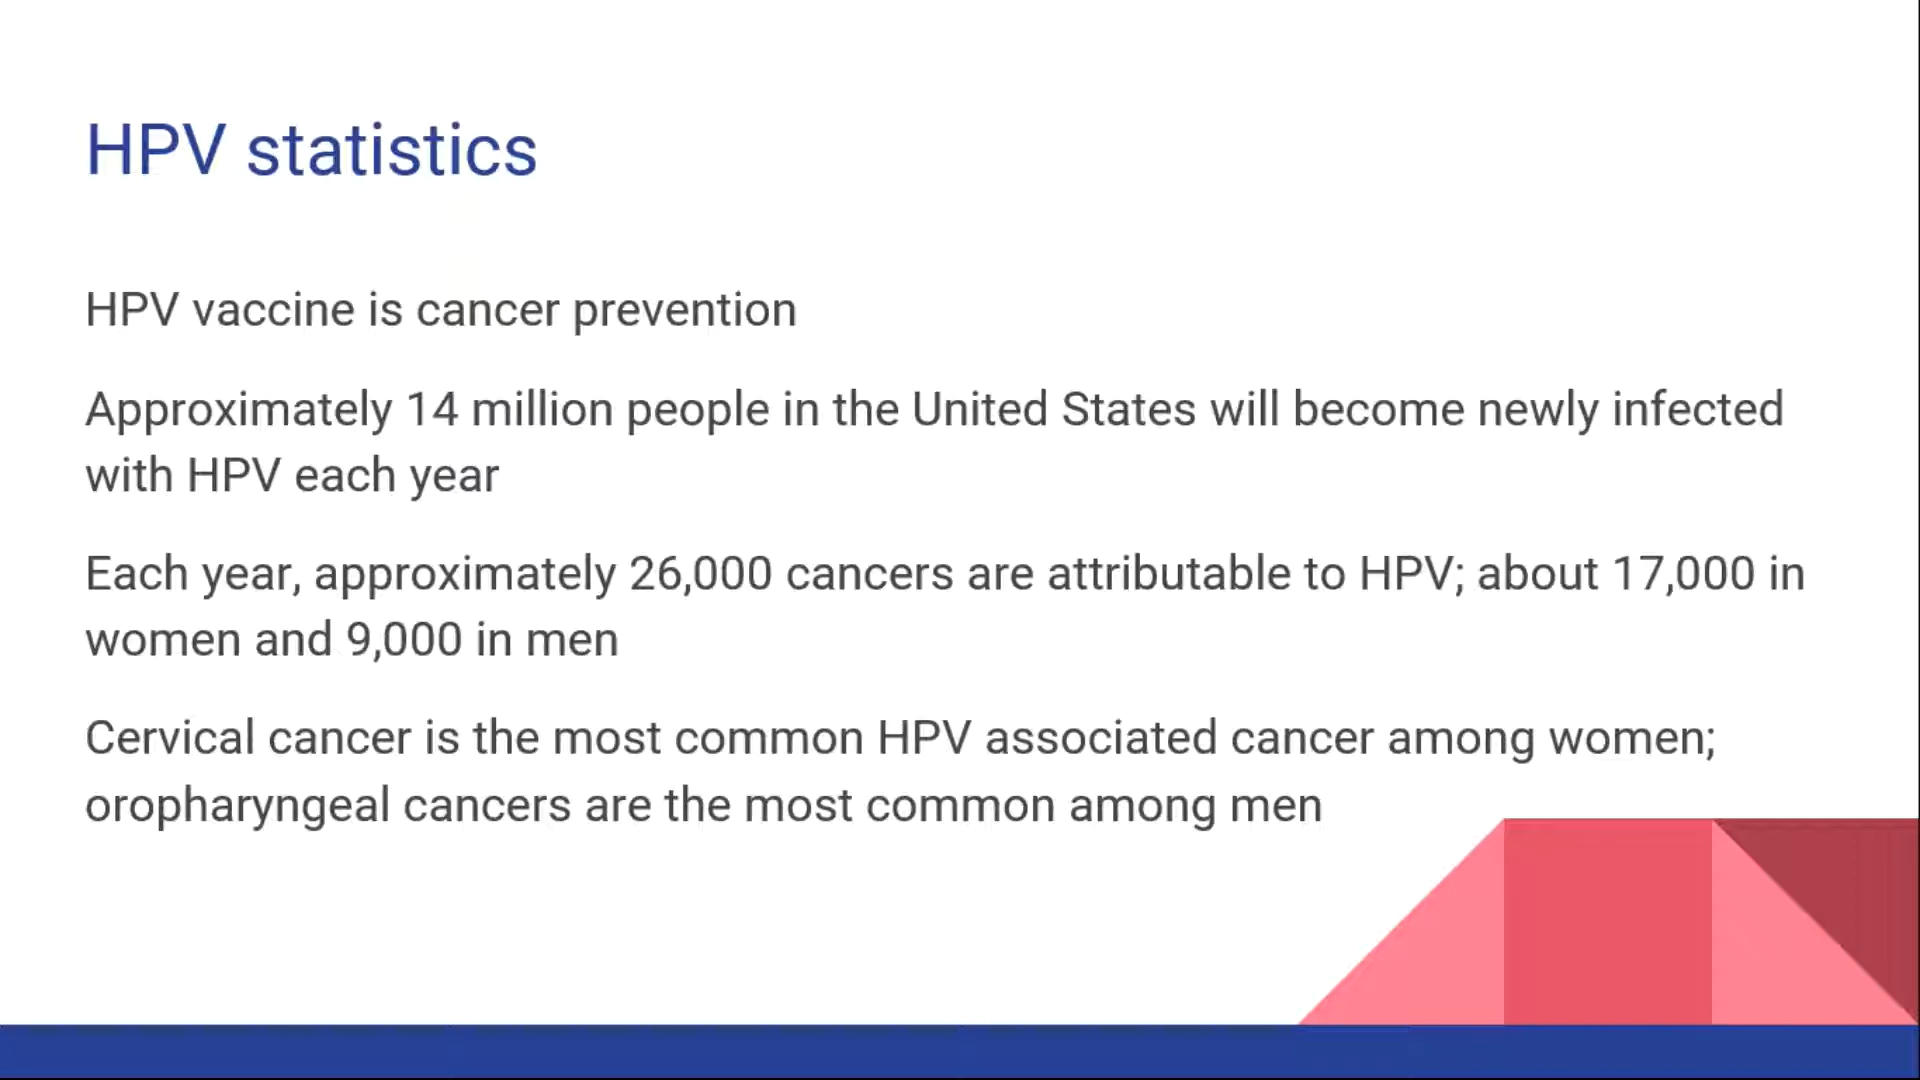 HPV statistics
HPV vaccine is cancer prevention
Approximately 14 million people in the United States will become newly infected
with HPV each year
Each year, approximately 26,000 cancers are attributable to HPV; about 17,000 in
women and 9,000 in men
Cervical cancer is the most common HPV associated cancer among women;
oropharyngeal cancers are the most common among men